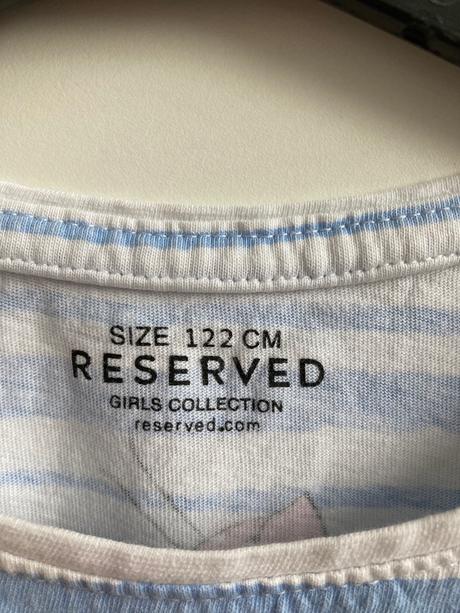 SIZE 122 CM
RESERVED
GIRLS COLLECTION
reserved.com